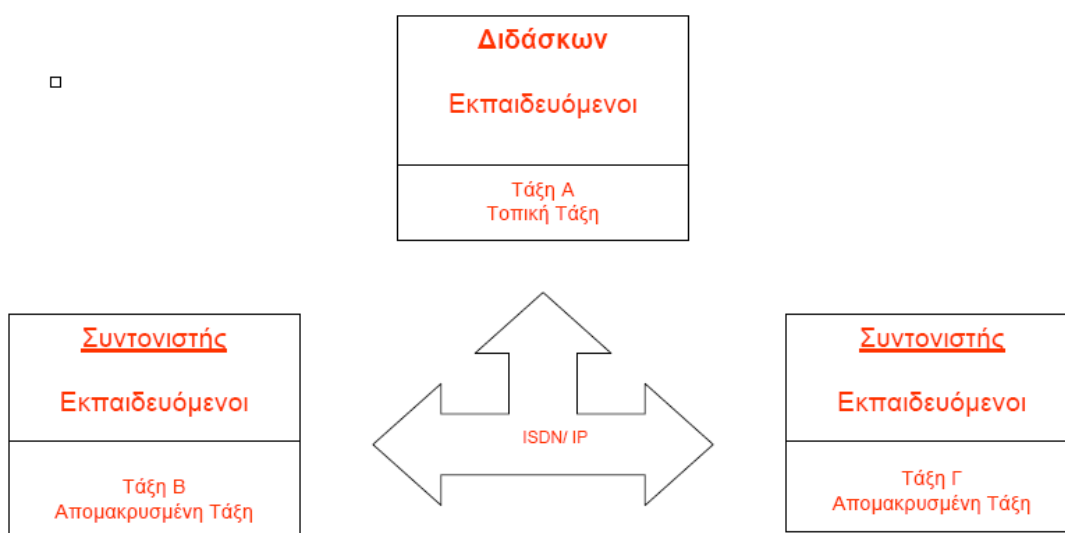 Διδάσκων
Εκπαιδευόμενοι
Τάξη Α
Τοπική Τάξη
Συντονιστής
Εκπαιδευόμενοι
Τάξη Β
Απομακρυσμένη Τάξη
ISDN/ IP
Συντονιστής
Εκπαιδευόμενοι
Τάξη Γ
Απομακρυσμένη Τάξη